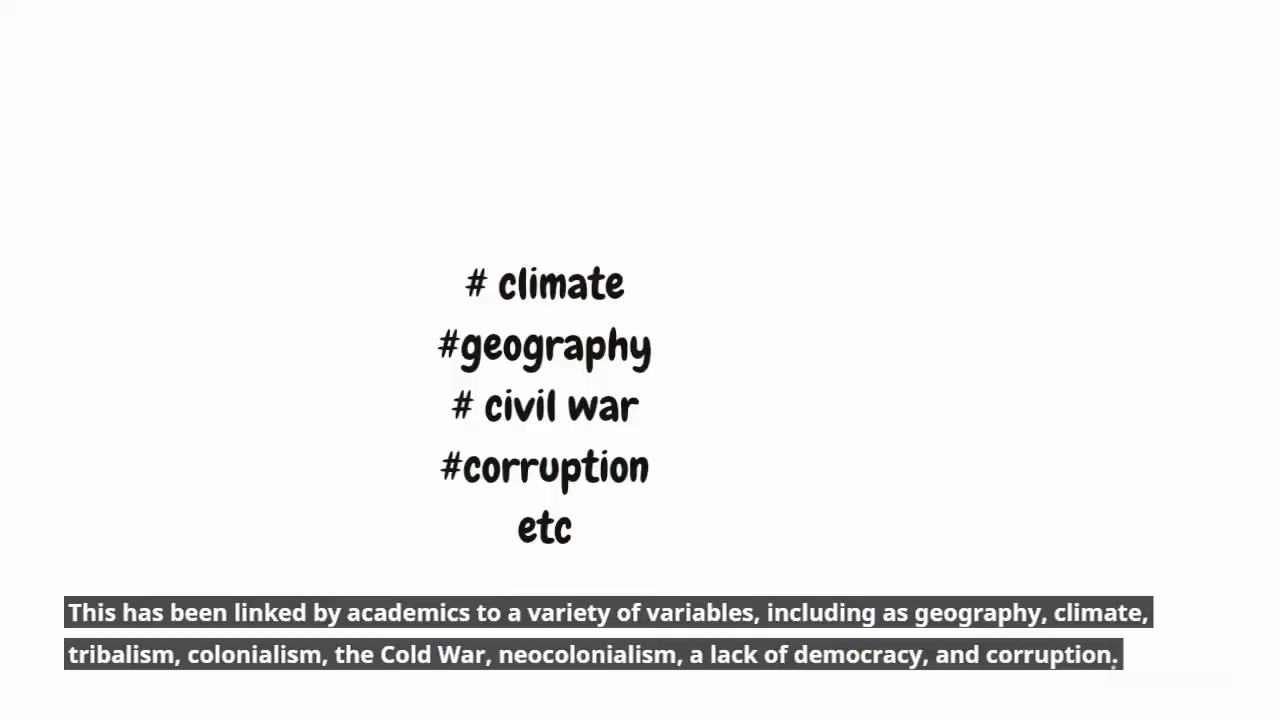 # climate
#geography
# civil war
#corruption
etc
This has been linked by academics to a variety of variables, including as geography, climate,
tribalism, colonialism, the Cold War, neocolonialism, a lack of democracy, and corruption.